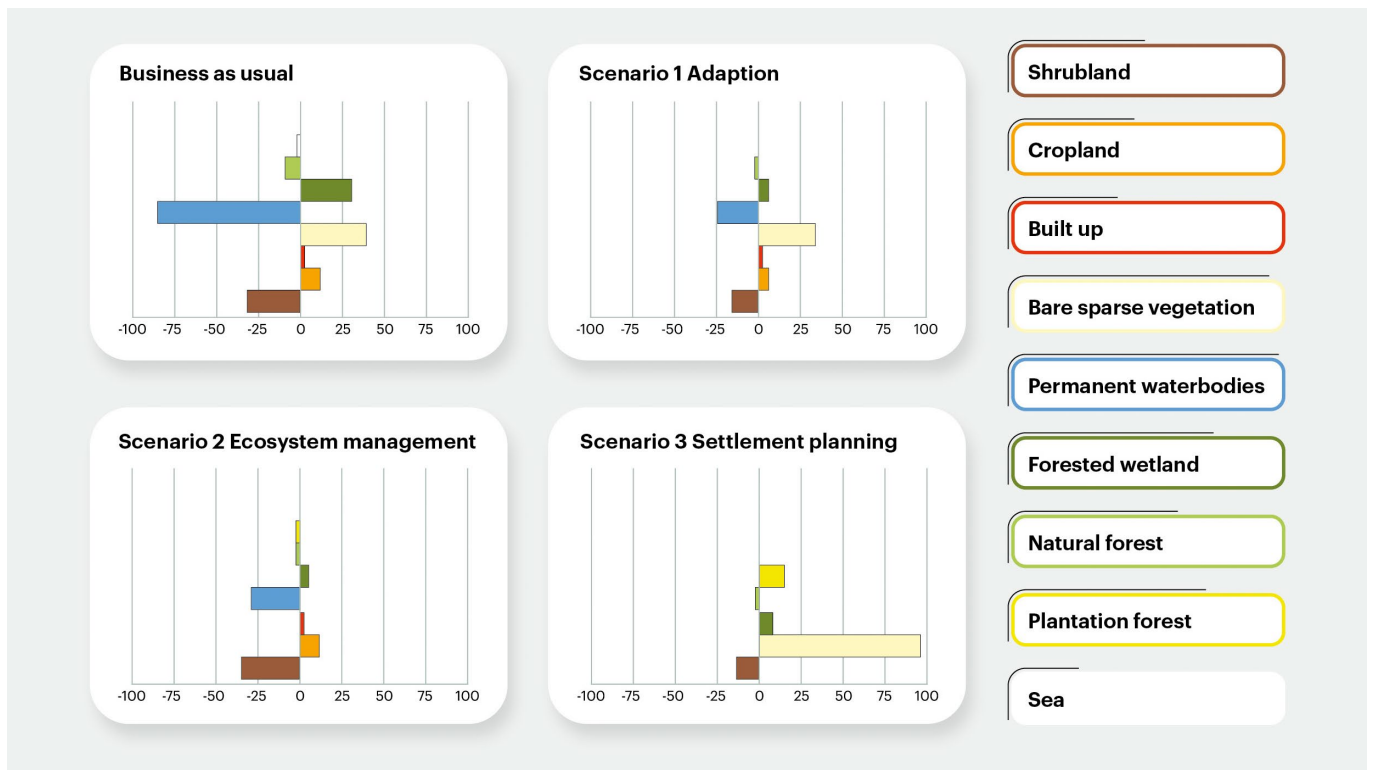 Business as usual
-100 -75 -50 -25 0 25 50 75 100
Scenario 1 Adaption
-100 -75 -50 -25 0 25 50 75 100
Scenario 2 Ecosystem management
-100 -75 -50 -25 0 25 50 75 100
Scenario 3 Settlement planning
-100 -75 -50 -25 0 25 50 75 100
Shrubland
Cropland
Built up
Bare sparse vegetation
Permanent waterbodies
Forested wetland
Natural forest
Plantation forest
Sea